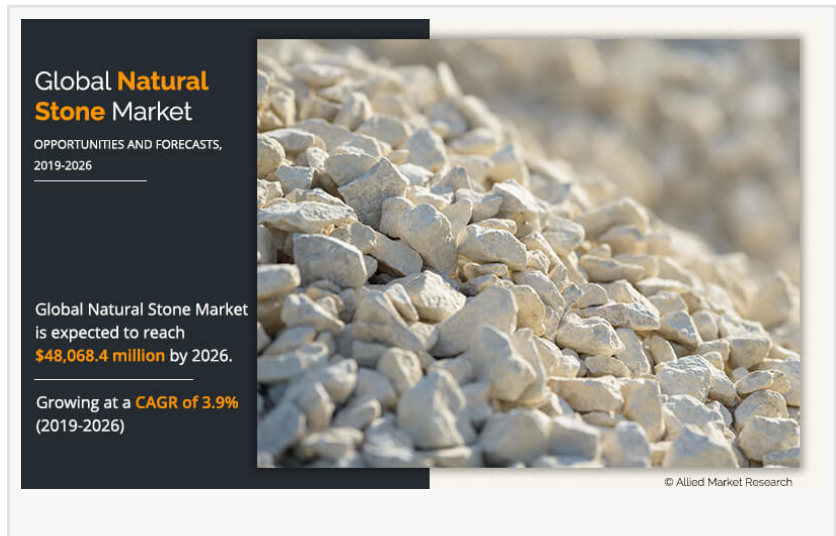 Global Natural
Stone Market
OPPORTUNITIES AND FORECASTS,
2019-2026
Global Natural Stone Market
is expected to reach
$48,068.4 million by 2026.
Growing at a CAGR of 3.9%
(2019-2026)
© Allied Market Research